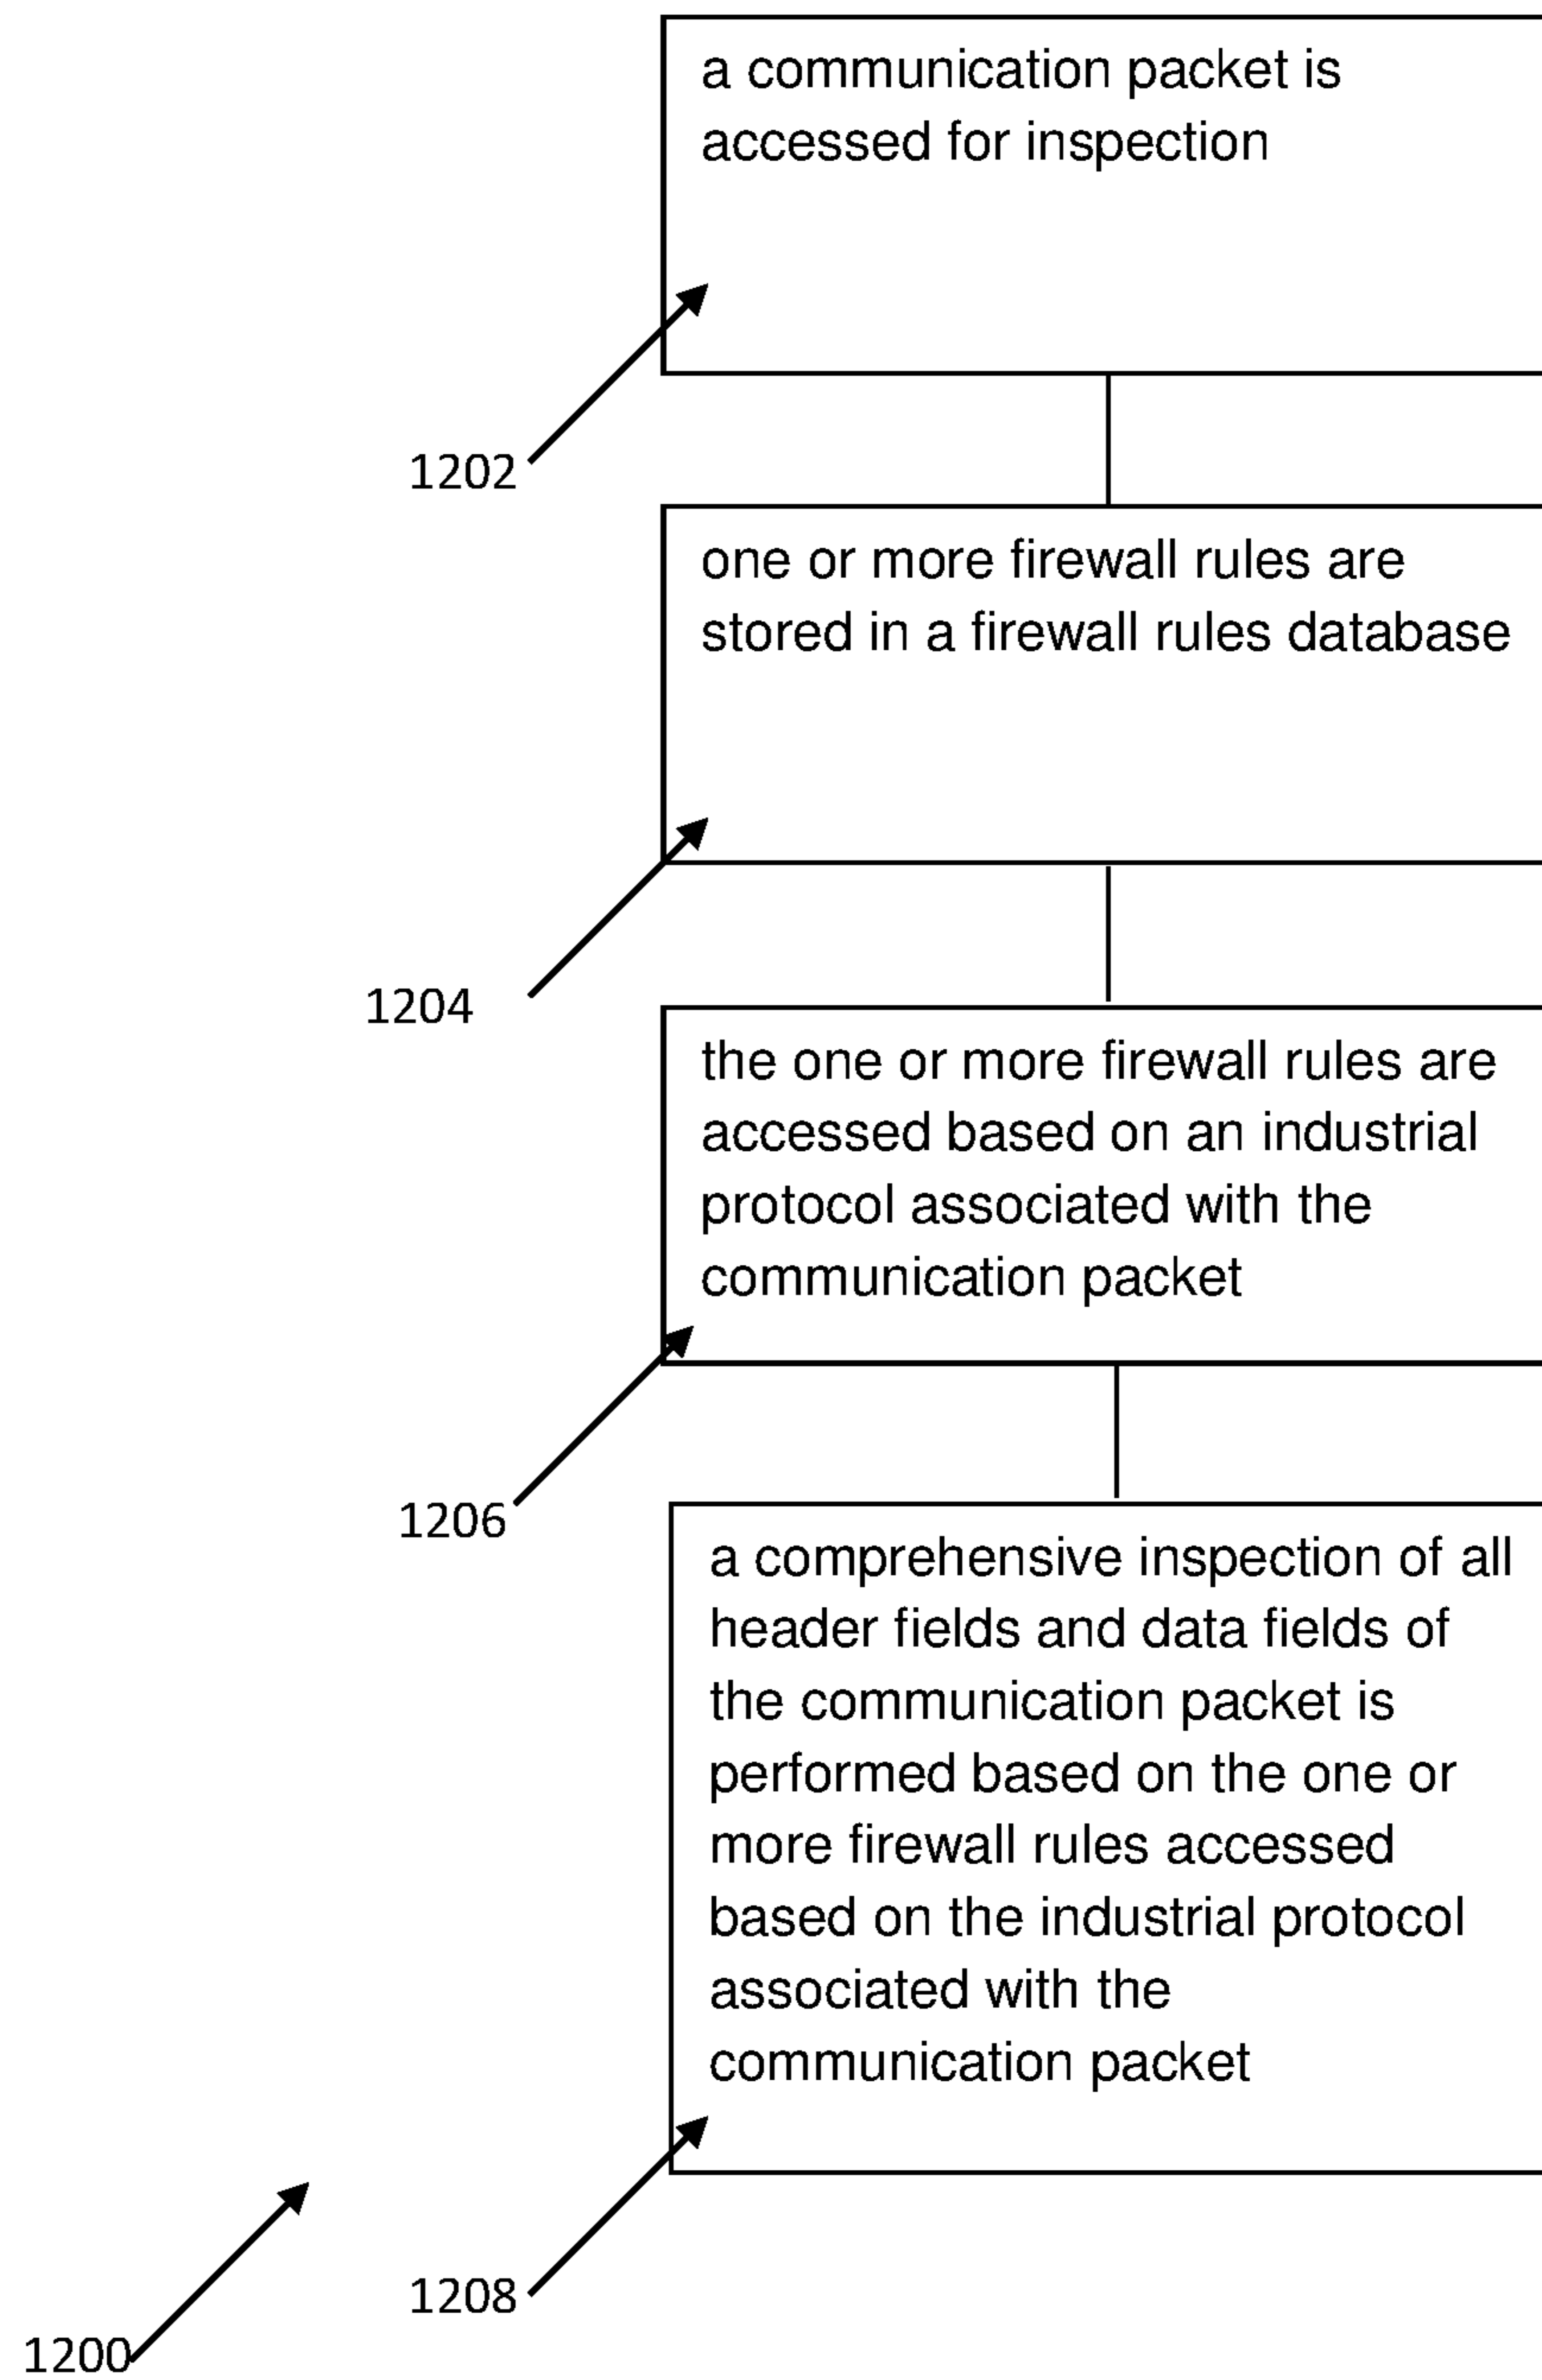 a communication packet is
accessed for inspection
1202
one or more firewall rules are
stored in a firewall rules database
1204
the one or more firewall rules are
accessed based on an industrial
protocol associated with the
communication packet
1206
a comprehensive inspection of all
header fields and data fields of
the communication packet is
performed based on the one or
more firewall rules accessed
based on the industrial protocol
associated with the
communication packet
1208
1200